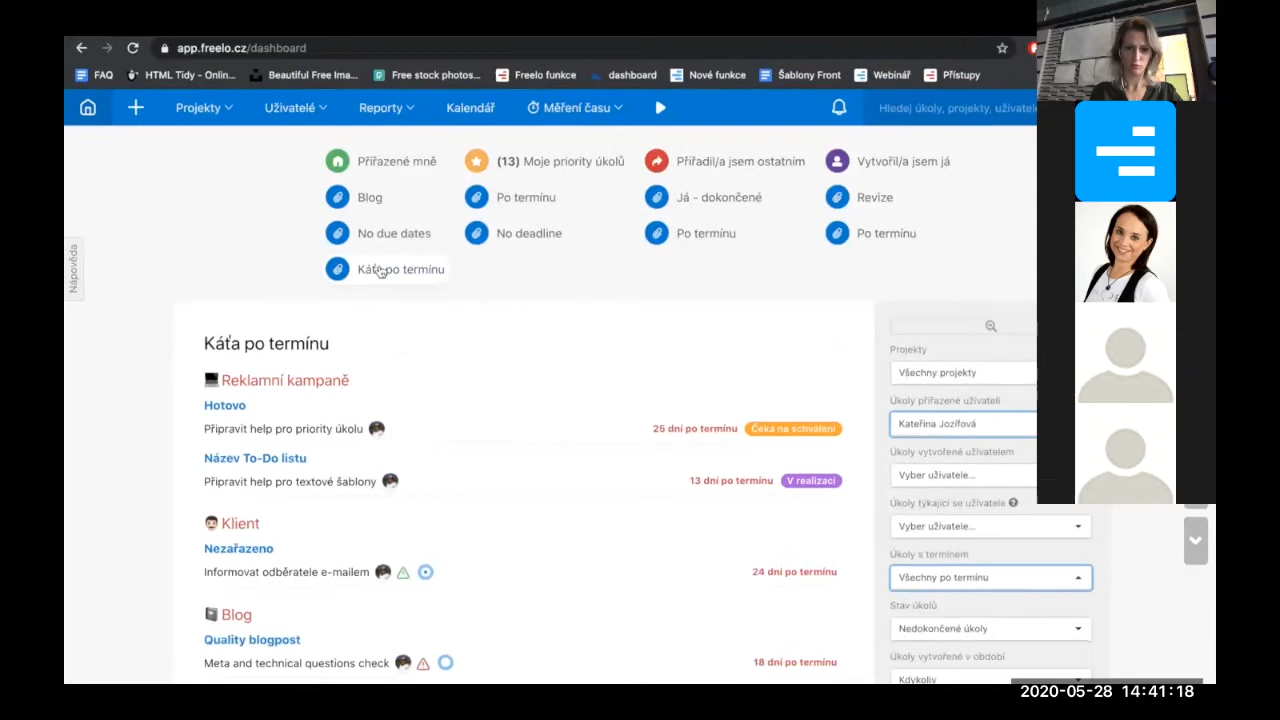 app.freelo.cz/dashboard
FAQ HTML Tidy - Onlin... Beautiful Free Ima... Free stock photos... Freelo funkce dashboard Nové funkce Šablony Front Webinář Přístupy
Projekty Uživatelé Reporty Kalendář Měření času Hledej úkoly, projekty, uživatele
Přiřazené mně (13) Moje priority úkolů Přiřadil/a jsem ostatním Vytvořil/a jsem já
Blog Po termínu Já - dokončené Revize
No due dates No deadline Po termínu Po termínu
Káťa po termínu
Nápověda
Káťa po termínu
Reklamní kampaně
Hotovo
Připravit help pro priority úkolu 25 dní po termínu Čeká na schválení
Název To-Do listu
Připravit help pro textové šablony 13 dní po termínu V realizaci
Klient
Nezařazeno
Informovat odběratele e-mailem 24 dní po termínu
Blog
Quality blogpost
Meta and technical questions check 18 dní po termínu
Projekty
Všechny projekty
Úkoly přiřazené uživateli
Kateřina Jozífová
Úkoly vytvořené uživatelem
Vyber uživatele...
Úkoly týkající se uživatele
Vyber uživatele...
Úkoly s termínem
Všechny po termínu
Stav úkolů
Nedokončené úkoly
Úkoly vytvořené v období
Kdykoliv
2020-05-28 14:41:18